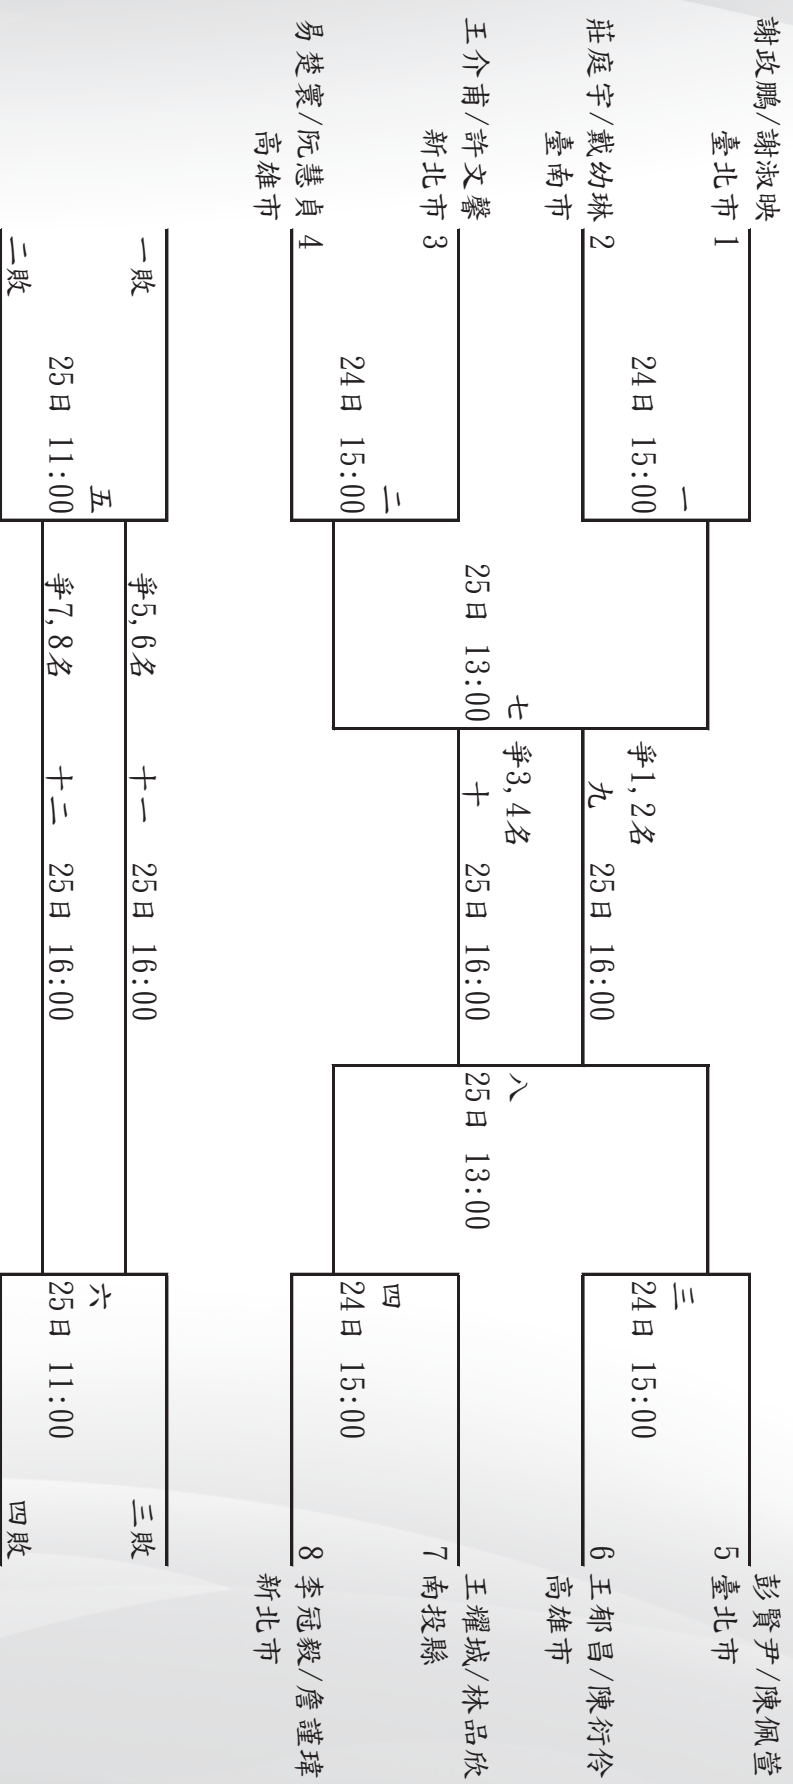 謝政鵬/謝淑映
臺北市 1
莊庭宇/戴幼琳 2
臺南市
王介甫/許文馨
新北市 3
易楚寰/阮慧貞 4
高雄市
24日 15:00
一
24日 15:00
二
25日 13:00
七
爭1,2名
九 25日 16:00
爭3,4名
十 25日 16:00
八
25日 13:00
三
24日 15:00
四
24日 15:00
彭賢尹/陳佩萱
5 臺北市
6 王郁昌/陳衍伶
高雄市
王耀城/林品欣
7 南投縣
8 李冠毅/詹謹瑋
新北市
一敗
二敗
五
25日 11:00
爭5,6名 十一 25日 16:00
爭7,8名 十二 25日 16:00
六
25日 11:00
三敗
四敗